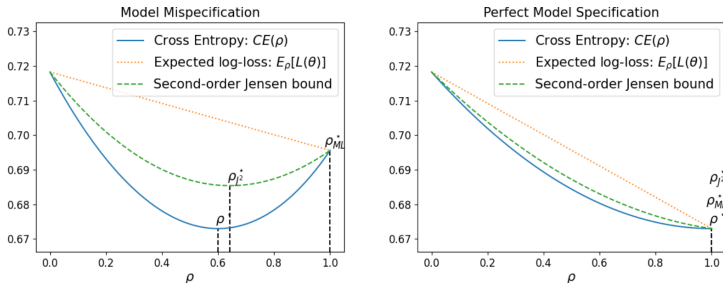 Model Mispecification
0.73
0.72
0.71
0.70
0.69
0.68
0.67
Cross Entropy: CE(ρ)
Expected log-loss: E_ρ[L(θ)]
Second-order Jensen bound
ρ*_ML
ρ*_J²
ρ*
0.0 0.2 0.4 0.6 0.8 1.0
ρ
Perfect Model Specification
0.73
0.72
0.71
0.70
0.69
0.68
0.67
Cross Entropy: CE(ρ)
Expected log-loss: E_ρ[L(θ)]
Second-order Jensen bound
ρ*_J²
ρ*_ML
ρ*
0.0 0.2 0.4 0.6 0.8 1.0
ρ